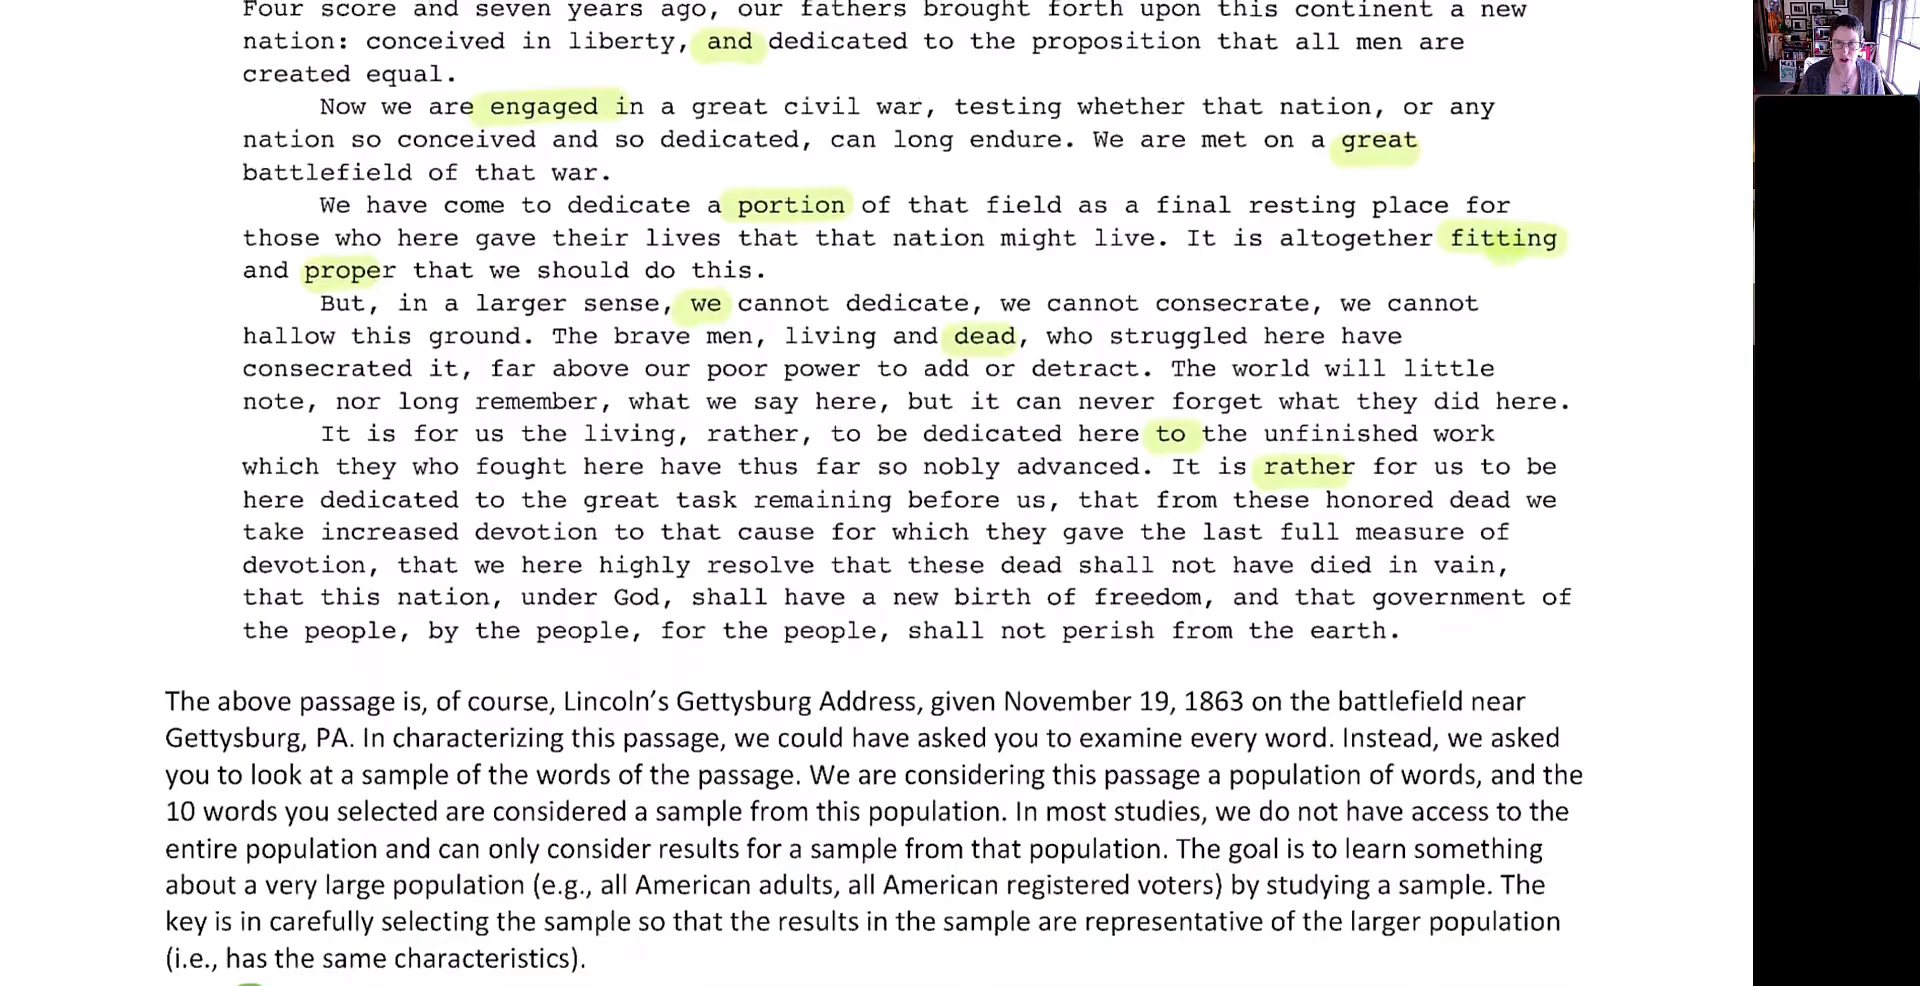 Four score and seven years ago, our fathers brought forth upon this continent a new
nation: conceived in liberty, and dedicated to the proposition that all men are
created equal.
Now we are engaged in a great civil war, testing whether that nation, or any
nation so conceived and so dedicated, can long endure. We are met on a great
battlefield of that war.
We have come to dedicate a portion of that field as a final resting place for
those who here gave their lives that that nation might live. It is altogether fitting
and proper that we should do this.
But, in a larger sense, we cannot dedicate, we cannot consecrate, we cannot
hallow this ground. The brave men, living and dead, who struggled here have
consecrated it, far above our poor power to add or detract. The world will little
note, nor long remember, what we say here, but it can never forget what they did here.
It is for us the living, rather, to be dedicated here to the unfinished work
which they who fought here have thus far so nobly advanced. It is rather for us to be
here dedicated to the great task remaining before us, that from these honored dead we
take increased devotion to that cause for which they gave the last full measure of
devotion, that we here highly resolve that these dead shall not have died in vain,
that this nation, under God, shall have a new birth of freedom, and that government of
the people, by the people, for the people, shall not perish from the earth.
The above passage is, of course, Lincoln's Gettysburg Address, given November 19, 1863 on the battlefield near
Gettysburg, PA. In characterizing this passage, we could have asked you to examine every word. Instead, we asked
you to look at a sample of the words of the passage. We are considering this passage a population of words, and the
10 words you selected are considered a sample from this population. In most studies, we do not have access to the
entire population and can only consider results for a sample from that population. The goal is to learn something
about a very large population (e.g., all American adults, all American registered voters) by studying a sample. The
key is in carefully selecting the sample so that the results in the sample are representative of the larger population
(i.e., has the same characteristics).